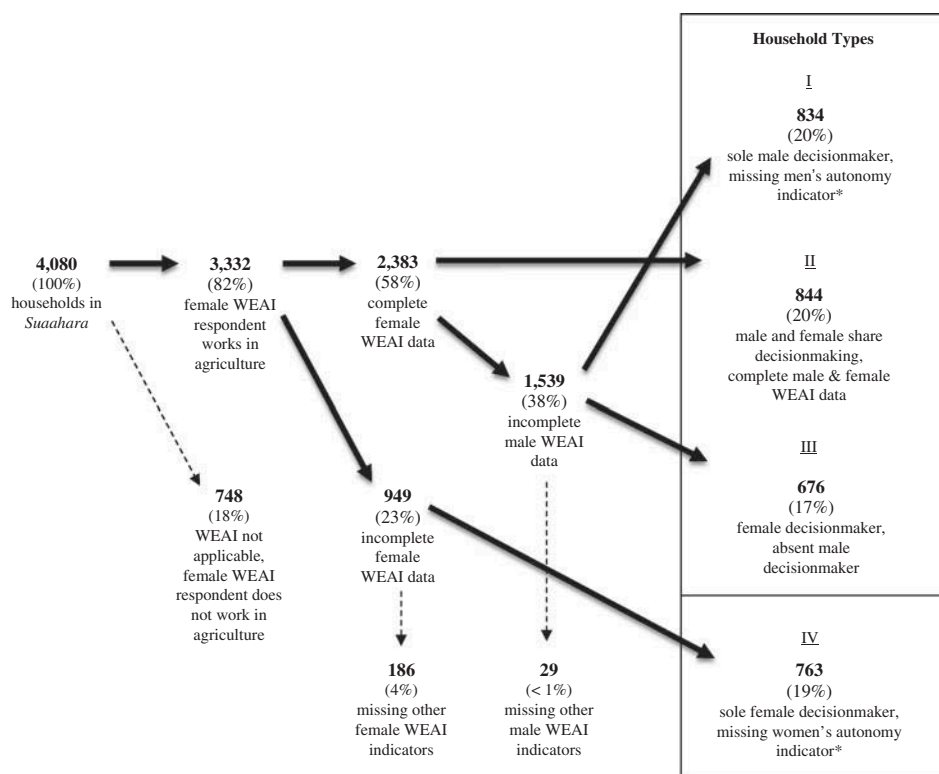 Household Types
I
834
(20%)
sole male decisionmaker,
missing men's autonomy
indicator*
4,080
(100%)
households in
Suaahara
3,332
(82%)
female WEAI
respondent
works in
agriculture
2,383
(58%)
complete
female
WEAI data
II
844
(20%)
male and female share
decisionmaking,
complete male & female
WEAI data
1,539
(38%)
incomplete
male WEAI
data
III
676
(17%)
female decisionmaker,
absent male
decisionmaker
748
(18%)
WEAI not
applicable,
female WEAI
respondent does
not work in
agriculture
949
(23%)
incomplete
female
WEAI data
186
(4%)
missing other
female WEAI
indicators
29
(< 1%)
missing other
male WEAI
indicators
IV
763
(19%)
sole female decisionmaker,
missing women's autonomy
indicator*